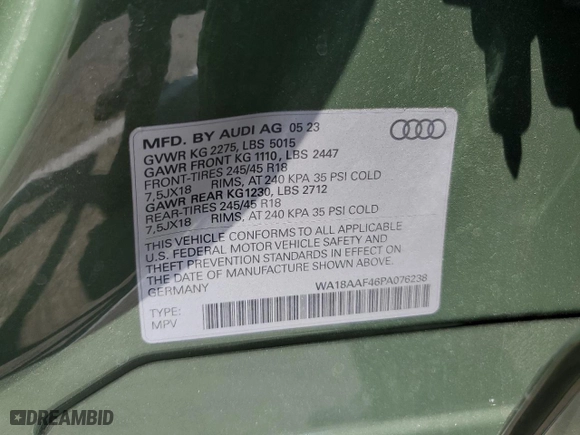 MFD. BY AUDI AG 05 23
GVWR KG 2275, LBS 5015
GAWR FRONT KG 1110, LBS 2447
FRONT-TIRES 245/45 R18
7,5JX18 RIMS, AT 240 KPA 35 PSI COLD
GAWR REAR KG1230, LBS 2712
REAR-TIRES 245/45 R18
7,5JX18 RIMS, AT 240 KPA 35 PSI COLD
THIS VEHICLE CONFORMS TO ALL APPLICABLE
U.S. FEDERAL MOTOR VEHICLE SAFETY AND
THEFT PREVENTION STANDARDS IN EFFECT ON
THE DATE OF MANUFACTURE SHOWN ABOVE.
GERMANY
WA18AAF46PA076238
TYPE:
MPV
DREAMBID